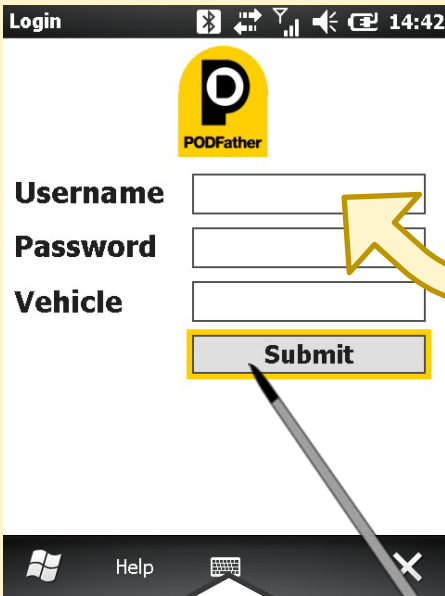 Login 14:42
PODFather
Username
Password
Vehicle
Submit
Help